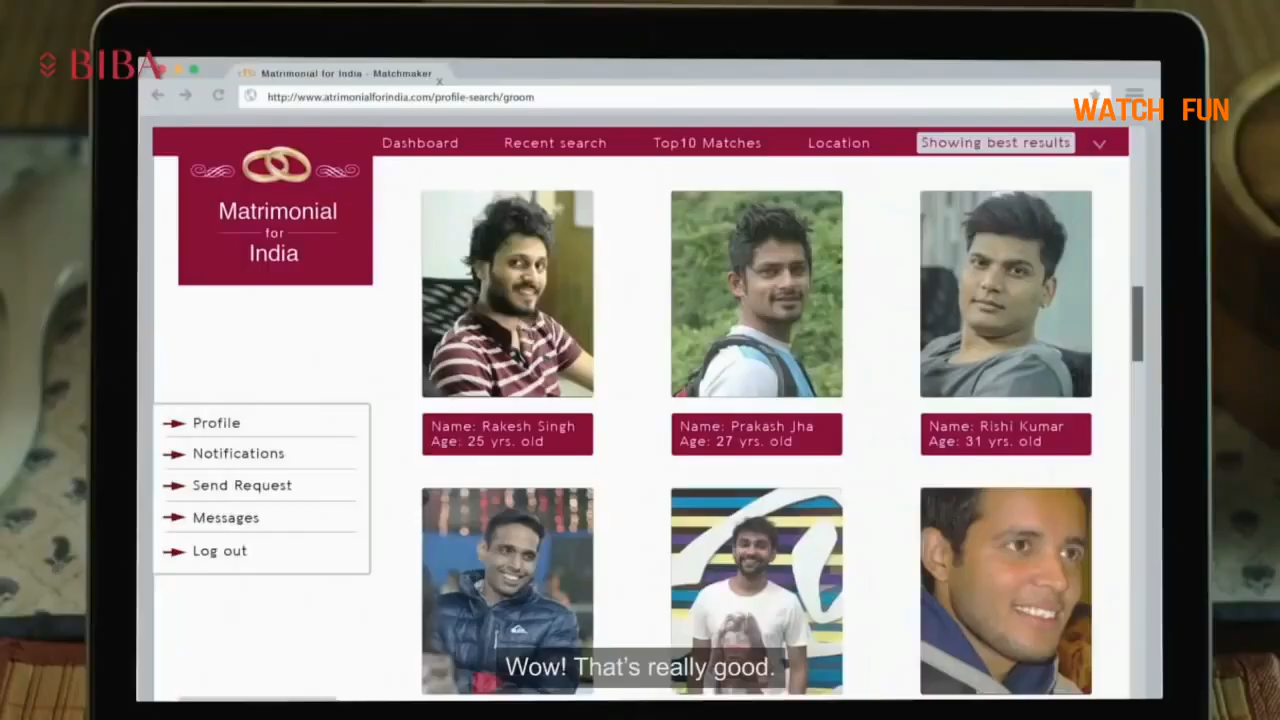 BIBA
Matrimonial for India - Matchmaker
http://www.atrimonialforindia.com/profile-search/groom
WATCH FUN
Dashboard
Recent search
Top10 Matches
Location
Showing best results
Matrimonial
for
India
Name: Rakesh Singh
Age: 25 yrs. old
Name: Prakash Jha
Age: 27 yrs. old
Name: Rishi Kumar
Age: 31 yrs. old
Profile
Notifications
Send Request
Messages
Log out
Wow! That's really good.